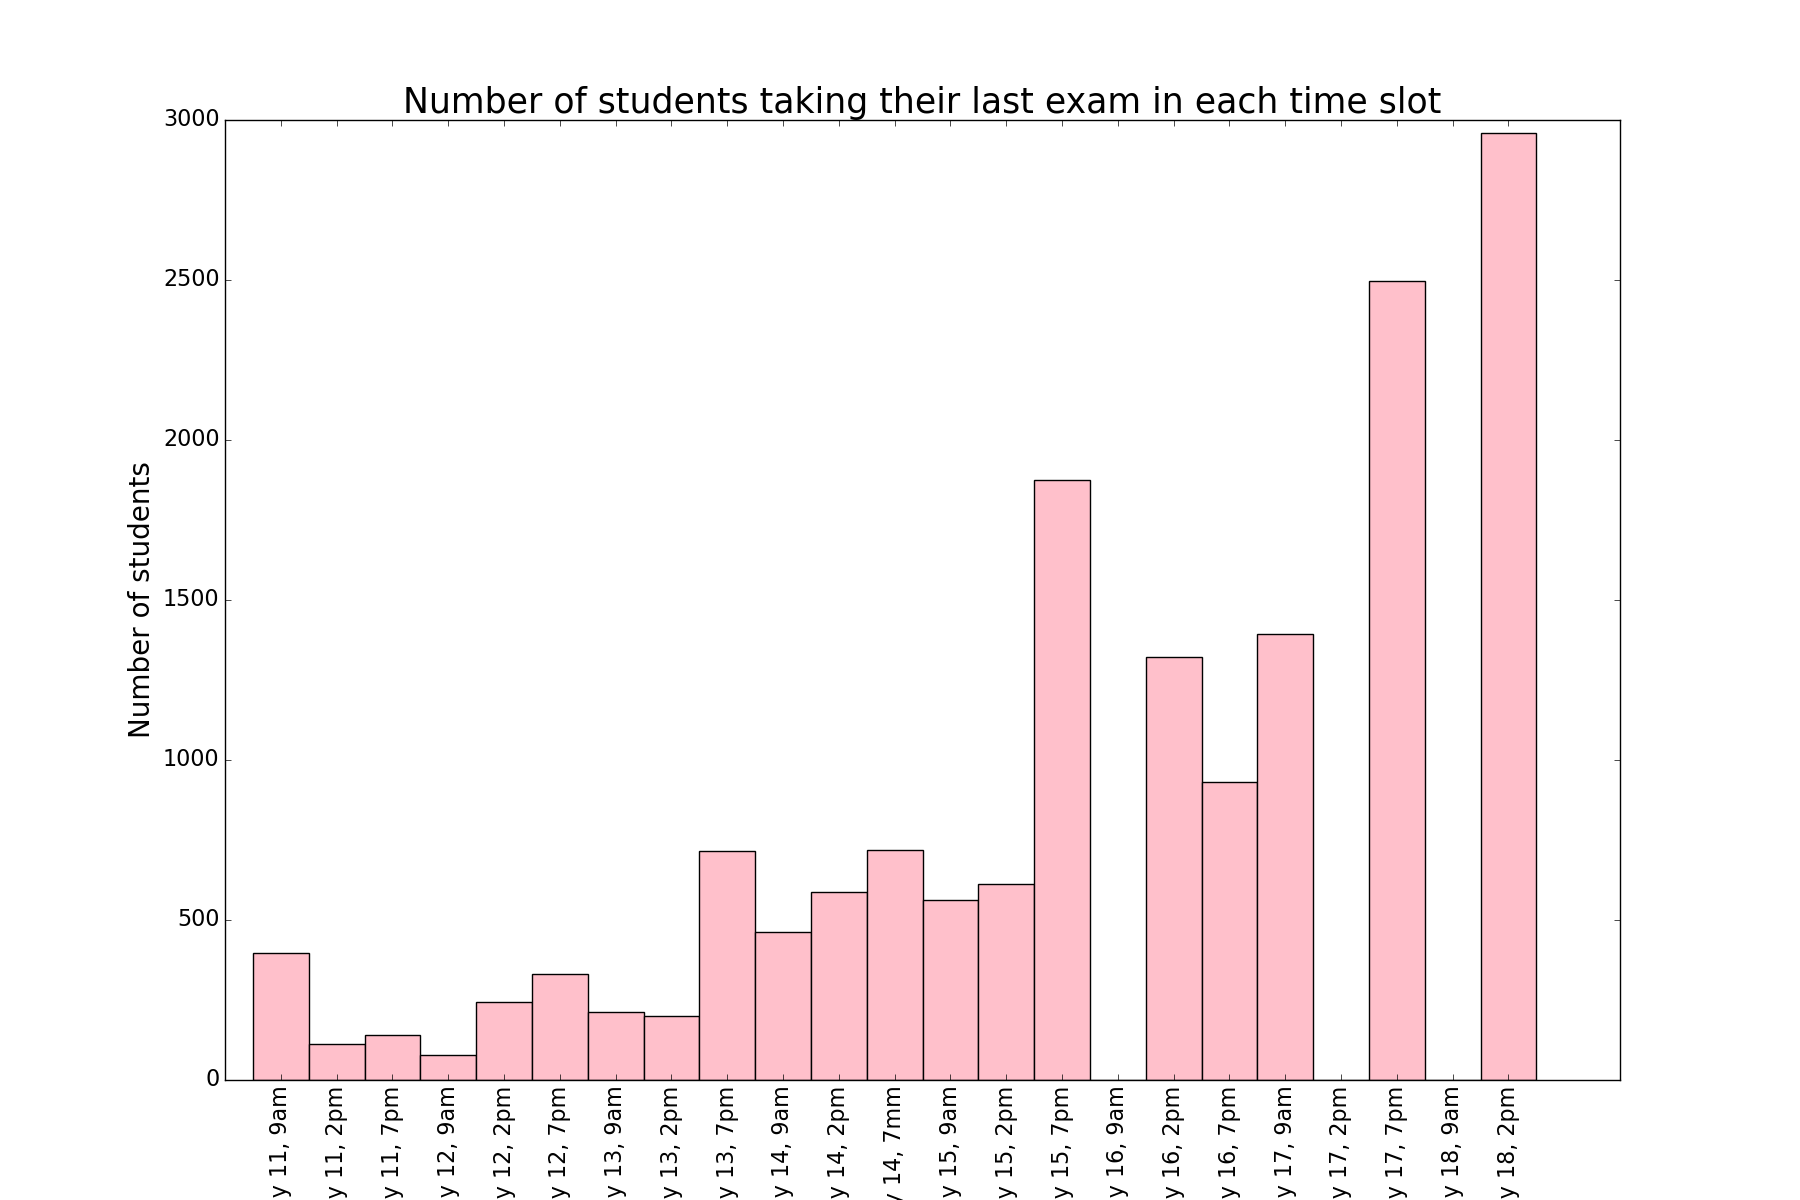 Number of students taking their last exam in each time slot
3000
2500
2000
1500
1000
500
0
Number of students
y 11, 9am
y 11, 2pm
y 11, 7pm
y 12, 9am
y 12, 2pm
y 12, 7pm
y 13, 9am
y 13, 2pm
y 13, 7pm
y 14, 9am
y 14, 2pm
y 14, 7mm
y 15, 9am
y 15, 2pm
y 15, 7pm
y 16, 9am
y 16, 2pm
y 16, 7pm
y 17, 9am
y 17, 2pm
y 17, 7pm
y 18, 9am
y 18, 2pm